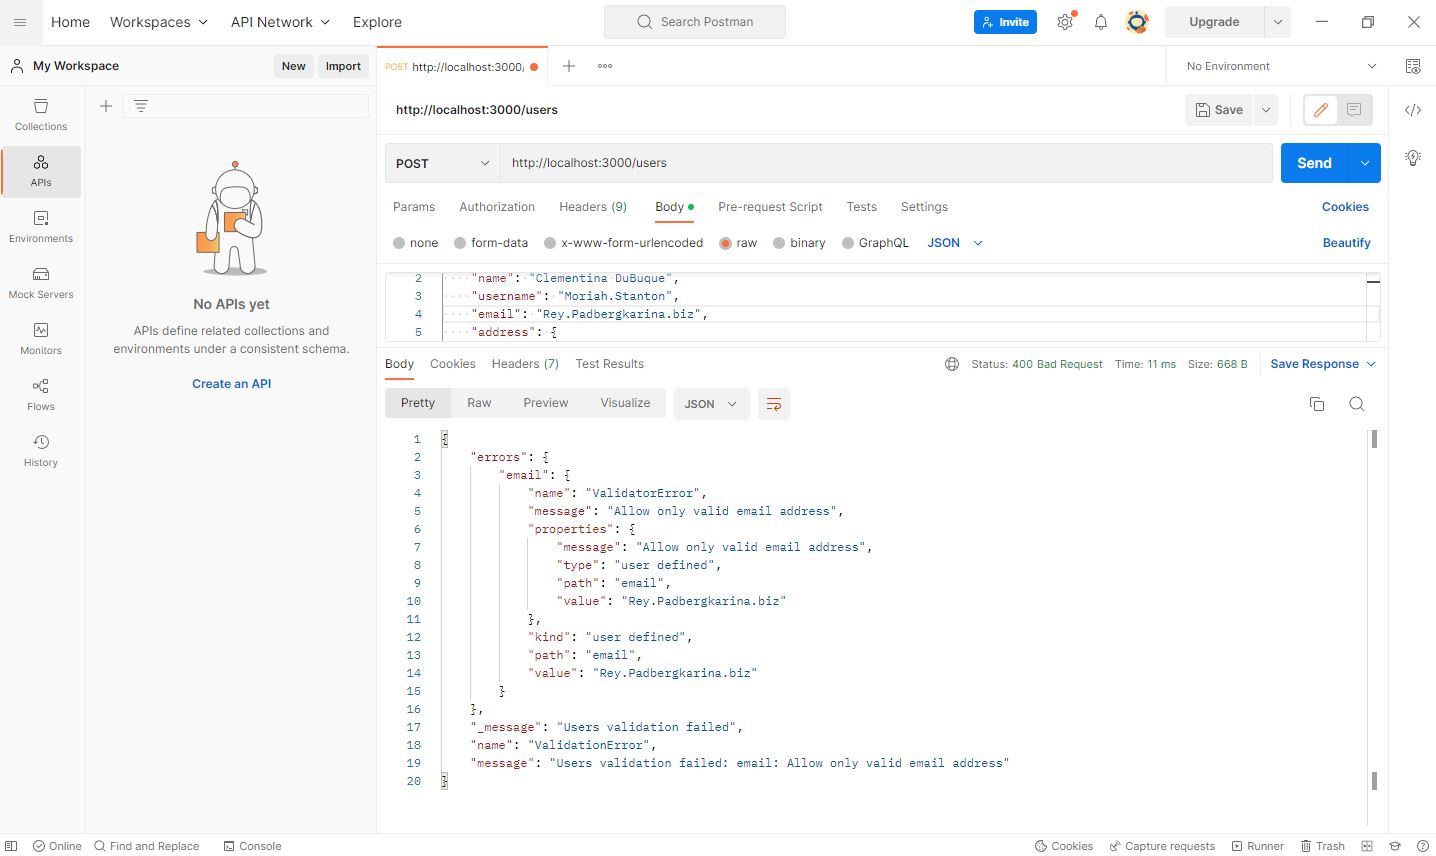 Home Workspaces API Network Explore Search Postman Invite Upgrade
My Workspace New Import POST http://localhost:3000/ No Environment
http://localhost:3000/users Save
Collections
APIs
Environments
Mock Servers
Monitors
Flows
History
No APIs yet
APIs define related collections and
environments under a consistent schema.
Create an API
POST http://localhost:3000/users Send
Params Authorization Headers (9) Body Pre-request Script Tests Settings Cookies
none form-data x-www-form-urlencoded raw binary GraphQL JSON Beautify
2 "name": "Clementina DuBuque",
3 "username": "Moriah.Stanton",
4 "email": "Rey.Padbergkarina.biz",
5 "address": {
Body Cookies Headers (7) Test Results Status: 400 Bad Request Time: 11 ms Size: 668 B Save Response
Pretty Raw Preview Visualize JSON
1 {
2 "errors": {
3 "email": {
4 "name": "ValidatorError",
5 "message": "Allow only valid email address",
6 "properties": {
7 "message": "Allow only valid email address",
8 "type": "user defined",
9 "path": "email",
10 "value": "Rey.Padbergkarina.biz"
11 },
12 "kind": "user defined",
13 "path": "email",
14 "value": "Rey.Padbergkarina.biz"
15 }
16 },
17 "_message": "Users validation failed",
18 "name": "ValidationError",
19 "message": "Users validation failed: email: Allow only valid email address"
20 }
Online Find and Replace Console Cookies Capture requests Runner Trash